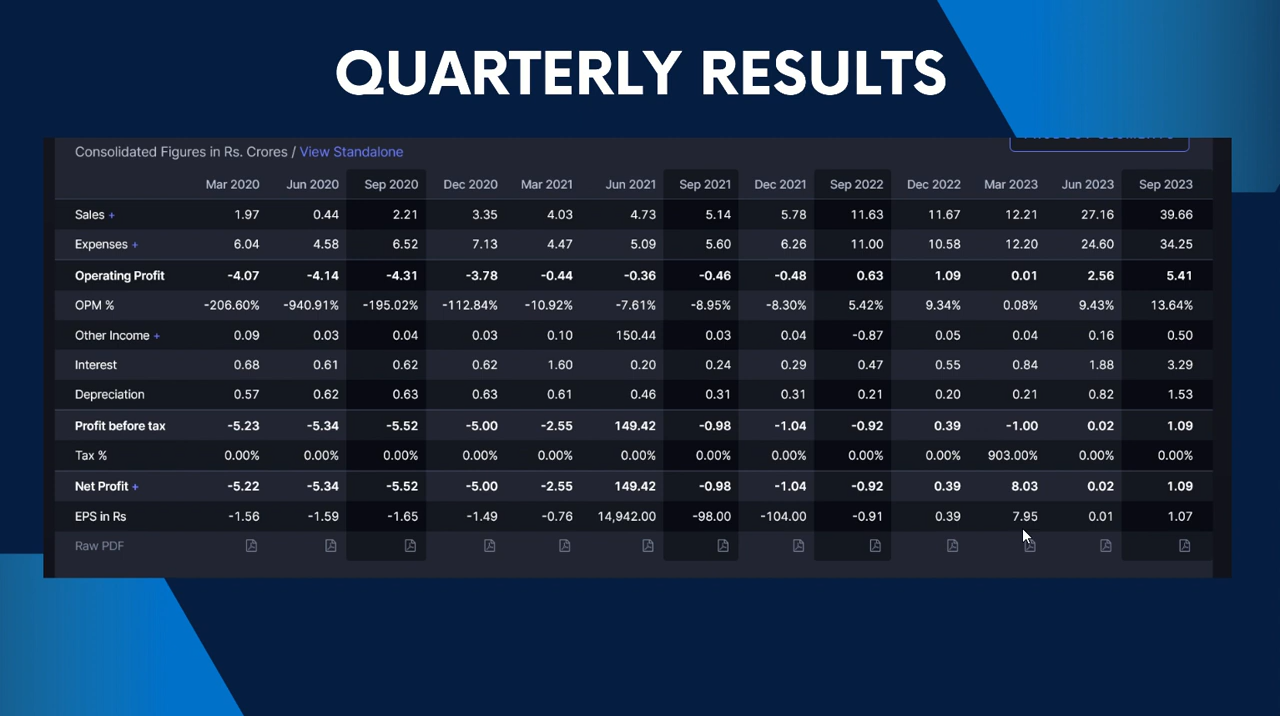 QUARTERLY RESULTS
Consolidated Figures in Rs. Crores / View Standalone
Mar 2020 Jun 2020 Sep 2020 Dec 2020 Mar 2021 Jun 2021 Sep 2021 Dec 2021 Sep 2022 Dec 2022 Mar 2023 Jun 2023 Sep 2023
Sales + 1.97 0.44 2.21 3.35 4.03 4.73 5.14 5.78 11.63 11.67 12.21 27.16 39.66
Expenses + 6.04 4.58 6.52 7.13 4.47 5.09 5.60 6.26 11.00 10.58 12.20 24.60 34.25
Operating Profit -4.07 -4.14 -4.31 -3.78 -0.44 -0.36 -0.46 -0.48 0.63 1.09 0.01 2.56 5.41
OPM % -206.60% -940.91% -195.02% -112.84% -10.92% -7.61% -8.95% -8.30% 5.42% 9.34% 0.08% 9.43% 13.64%
Other Income + 0.09 0.03 0.04 0.03 0.10 150.44 0.03 0.04 -0.87 0.05 0.04 0.16 0.50
Interest 0.68 0.61 0.62 0.62 1.60 0.20 0.24 0.29 0.47 0.55 0.84 1.88 3.29
Depreciation 0.57 0.62 0.63 0.63 0.61 0.46 0.31 0.31 0.21 0.20 0.21 0.82 1.53
Profit before tax -5.23 -5.34 -5.52 -5.00 -2.55 149.42 -0.98 -1.04 -0.92 0.39 -1.00 0.02 1.09
Tax % 0.00% 0.00% 0.00% 0.00% 0.00% 0.00% 0.00% 0.00% 0.00% 0.00% 903.00% 0.00% 0.00%
Net Profit + -5.22 -5.34 -5.52 -5.00 -2.55 149.42 -0.98 -1.04 -0.92 0.39 8.03 0.02 1.09
EPS in Rs -1.56 -1.59 -1.65 -1.49 -0.76 14,942.00 -98.00 -104.00 -0.91 0.39 7.95 0.01 1.07
Raw PDF